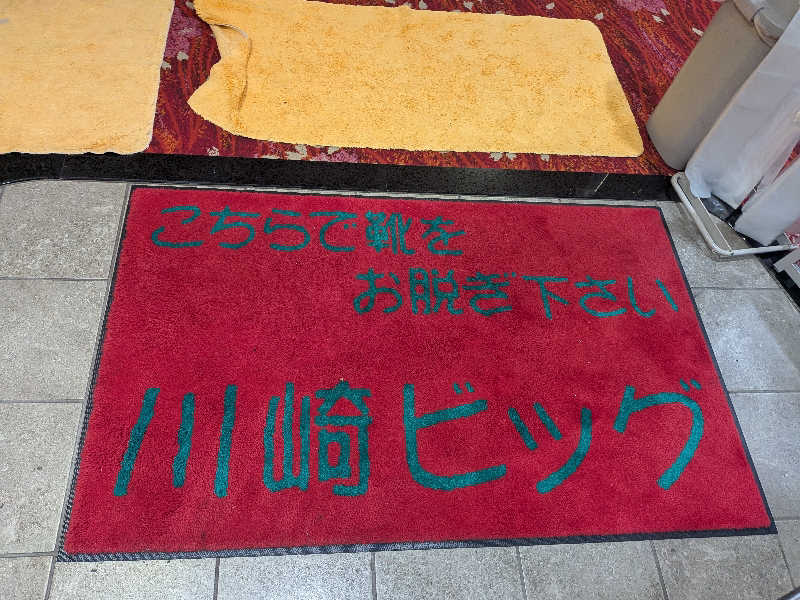 こちらで靴を
お脱ぎ下さい
川崎ビッグ